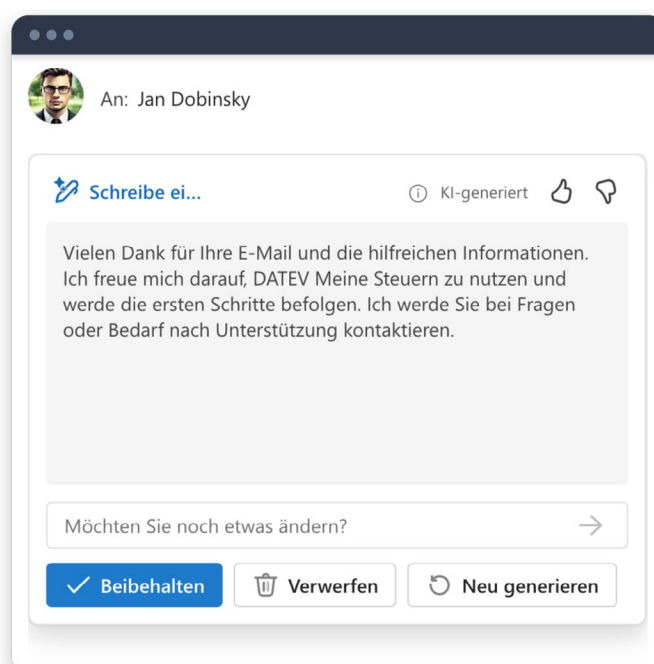 An: Jan Dobinsky
Schreibe ei...
KI-generiert
Vielen Dank für Ihre E-Mail und die hilfreichen Informationen.
Ich freue mich darauf, DATEV Meine Steuern zu nutzen und
werde die ersten Schritte befolgen. Ich werde Sie bei Fragen
oder Bedarf nach Unterstützung kontaktieren.
Möchten Sie noch etwas ändern?
Beibehalten
Verwerfen
Neu generieren